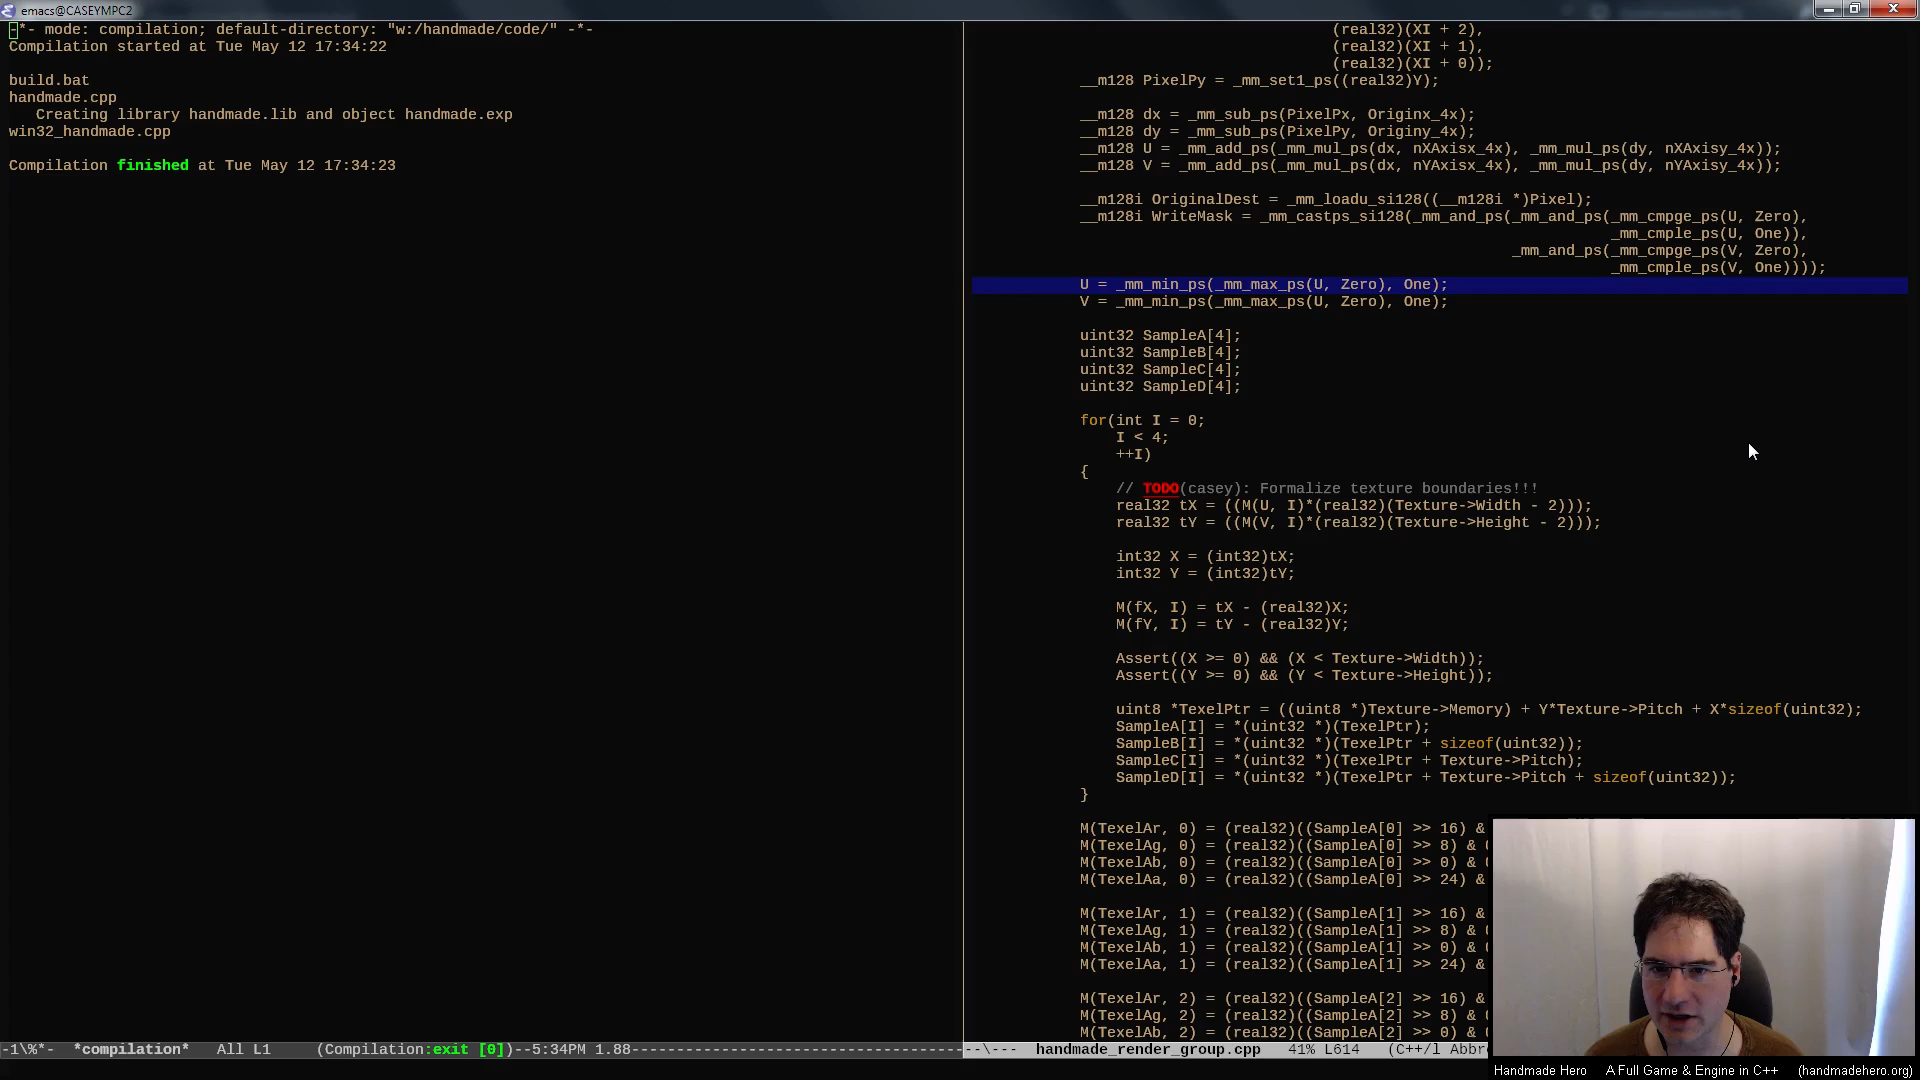 emacs@CASEYMPC2
-*- mode: compilation; default-directory: "w:/handmade/code/" -*-
Compilation started at Tue May 12 17:34:22
build.bat
handmade.cpp
Creating library handmade.lib and object handmade.exp
win32_handmade.cpp
Compilation finished at Tue May 12 17:34:23
-1\%*- *compilation* All L1 (Compilation:exit [0])--5:34PM 1.88
(real32)(XI + 2),
(real32)(XI + 1),
(real32)(XI + 0));
__m128 PixelPy = _mm_set1_ps((real32)Y);
__m128 dx = _mm_sub_ps(PixelPx, Originx_4x);
__m128 dy = _mm_sub_ps(PixelPy, Originy_4x);
__m128 U = _mm_add_ps(_mm_mul_ps(dx, nXAxisx_4x), _mm_mul_ps(dy, nXAxisy_4x));
__m128 V = _mm_add_ps(_mm_mul_ps(dx, nYAxisx_4x), _mm_mul_ps(dy, nYAxisy_4x));
__m128i OriginalDest = _mm_loadu_si128((__m128i *)Pixel);
__m128i WriteMask = _mm_castps_si128(_mm_and_ps(_mm_and_ps(_mm_cmpge_ps(U, Zero),
_mm_cmple_ps(U, One)),
_mm_and_ps(_mm_cmpge_ps(V, Zero),
_mm_cmple_ps(V, One))));
U = _mm_min_ps(_mm_max_ps(U, Zero), One);
V = _mm_min_ps(_mm_max_ps(U, Zero), One);
uint32 SampleA[4];
uint32 SampleB[4];
uint32 SampleC[4];
uint32 SampleD[4];
for(int I = 0;
I < 4;
++I)
{
// TODO(casey): Formalize texture boundaries!!!
real32 tX = ((M(U, I)*(real32)(Texture->Width - 2)));
real32 tY = ((M(V, I)*(real32)(Texture->Height - 2)));
int32 X = (int32)tX;
int32 Y = (int32)tY;
M(fX, I) = tX - (real32)X;
M(fY, I) = tY - (real32)Y;
Assert((X >= 0) && (X < Texture->Width));
Assert((Y >= 0) && (Y < Texture->Height));
uint8 *TexelPtr = ((uint8 *)Texture->Memory) + Y*Texture->Pitch + X*sizeof(uint32);
SampleA[I] = *(uint32 *)(TexelPtr);
SampleB[I] = *(uint32 *)(TexelPtr + sizeof(uint32));
SampleC[I] = *(uint32 *)(TexelPtr + Texture->Pitch);
SampleD[I] = *(uint32 *)(TexelPtr + Texture->Pitch + sizeof(uint32));
}
M(TexelAr, 0) = (real32)((SampleA[0] >> 16) &
M(TexelAg, 0) = (real32)((SampleA[0] >> 8) &
M(TexelAb, 0) = (real32)((SampleA[0] >> 0) &
M(TexelAa, 0) = (real32)((SampleA[0] >> 24) &
M(TexelAr, 1) = (real32)((SampleA[1] >> 16) &
M(TexelAg, 1) = (real32)((SampleA[1] >> 8) &
M(TexelAb, 1) = (real32)((SampleA[1] >> 0) &
M(TexelAa, 1) = (real32)((SampleA[1] >> 24) &
M(TexelAr, 2) = (real32)((SampleA[2] >> 16) &
M(TexelAg, 2) = (real32)((SampleA[2] >> 8) &
M(TexelAb, 2) = (real32)((SampleA[2] >> 0) &
--\--- handmade_render_group.cpp 41% L614 (C++/l Abbre
Handmade Hero A Full Game & Engine in C++ (handmadehero.org)